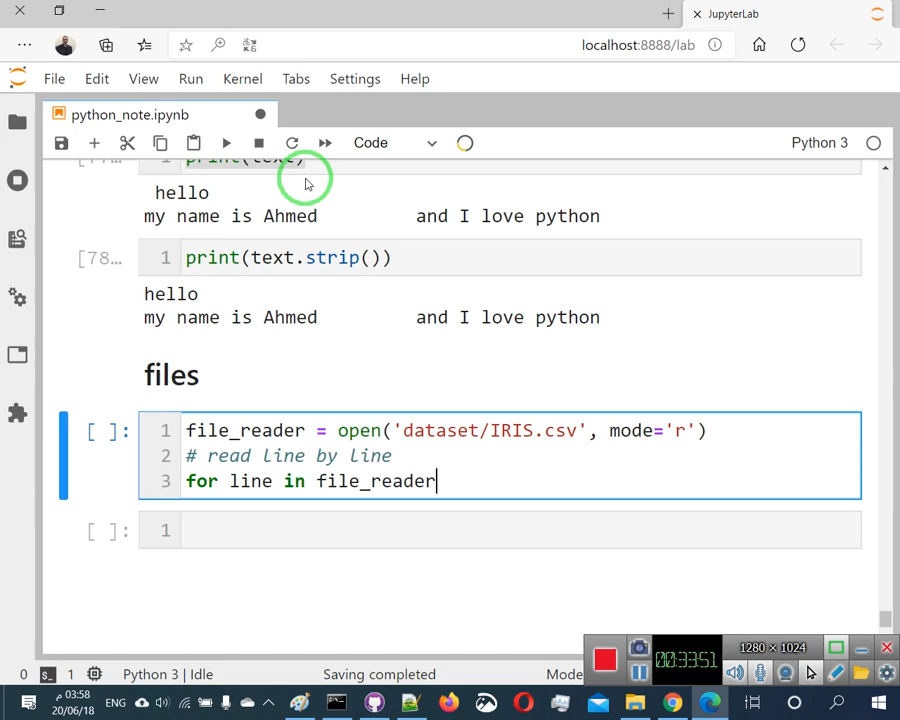 JupyterLab
localhost:8888/lab
File Edit View Run Kernel Tabs Settings Help
python_note.ipynb
Code Python 3
[77... 1 print(text)
hello
my name is Ahmed and I love python
[78... 1 print(text.strip())
hello
my name is Ahmed and I love python
files
[ ]: 1 file_reader = open('dataset/IRIS.csv', mode='r')
2 # read line by line
3 for line in file_reader
[ ]: 1
1280 × 1024
00:33:51
0 1 Python 3 | Idle Saving completed Mode
ENG 03:58 م
20/06/18